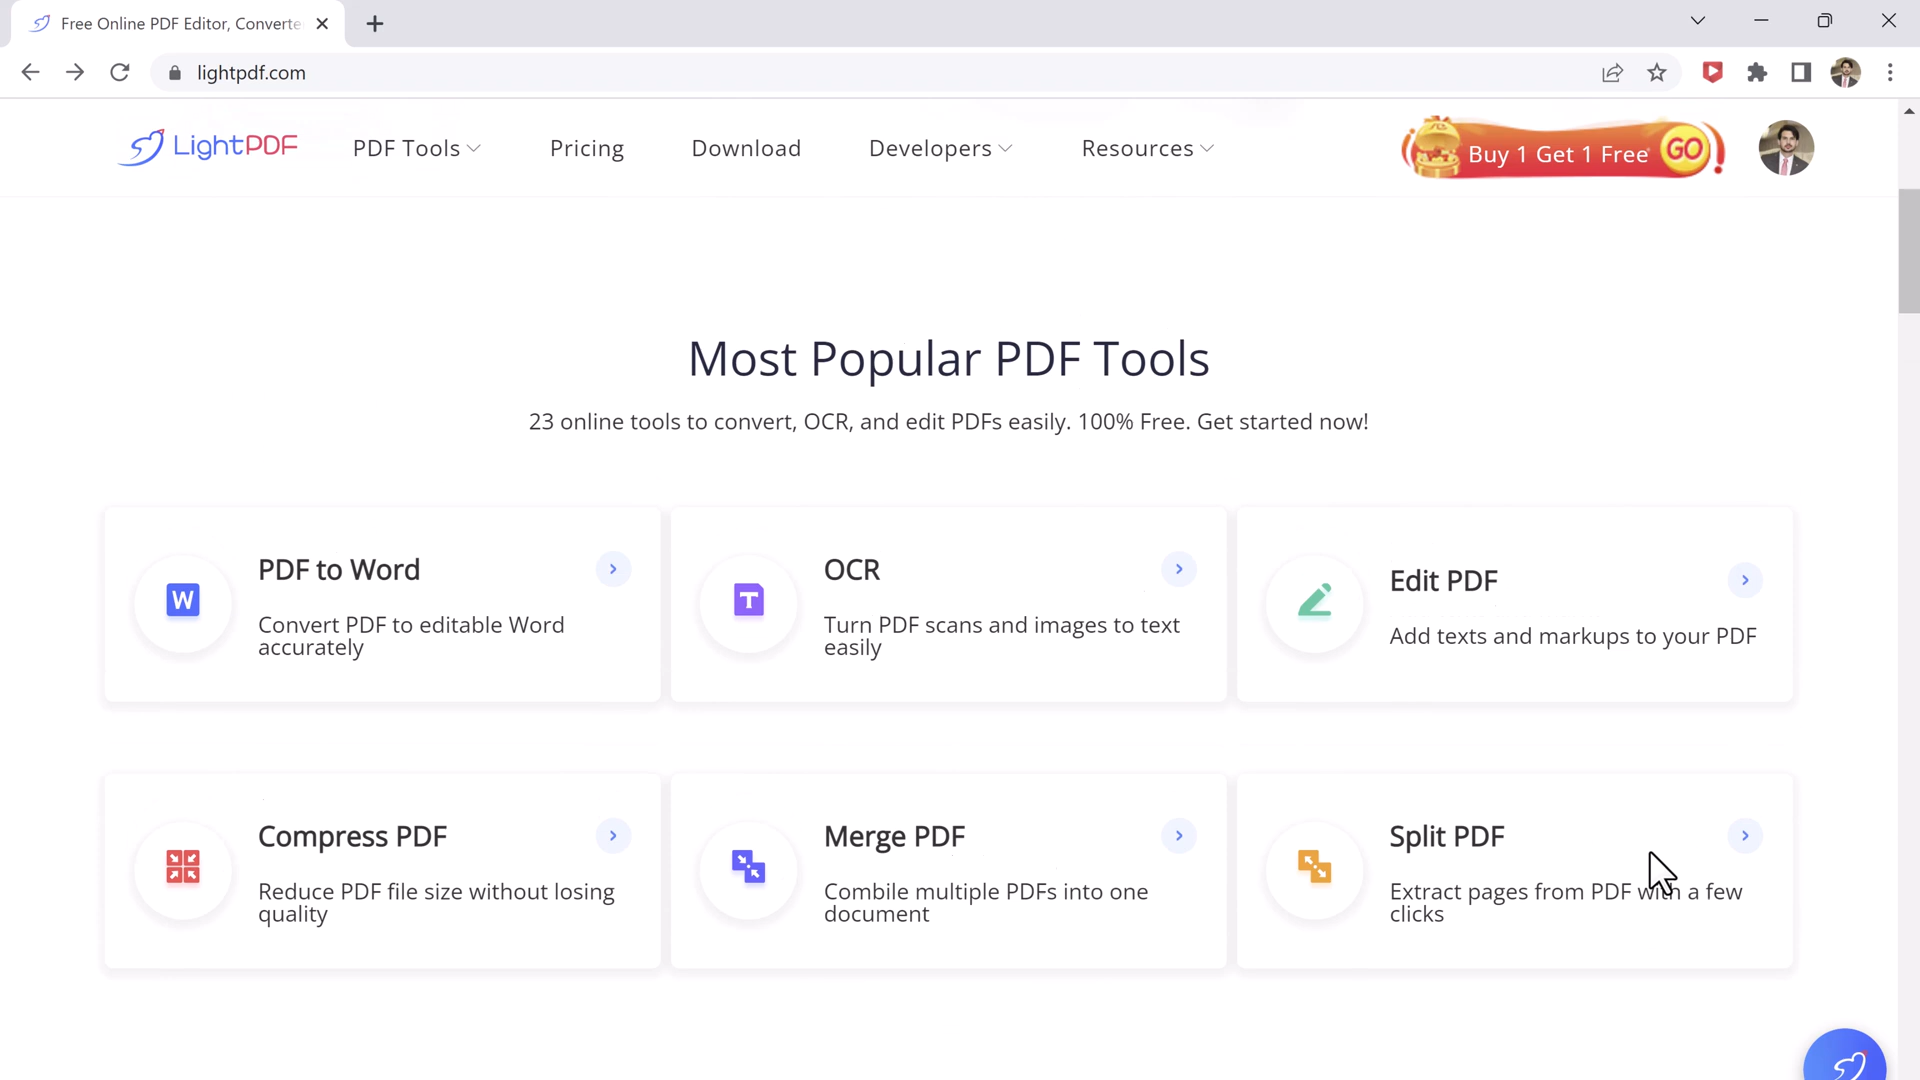 Free Online PDF Editor, Converte
lightpdf.com
LightPDF
PDF Tools
Pricing
Download
Developers
Resources
Buy 1 Get 1 Free
GO
Most Popular PDF Tools
23 online tools to convert, OCR, and edit PDFs easily. 100% Free. Get started now!
W
PDF to Word
Convert PDF to editable Word
accurately
T
OCR
Turn PDF scans and images to text
easily
Edit PDF
Add texts and markups to your PDF
Compress PDF
Reduce PDF file size without losing
quality
Merge PDF
Combile multiple PDFs into one
document
Split PDF
Extract pages from PDF with a few
clicks